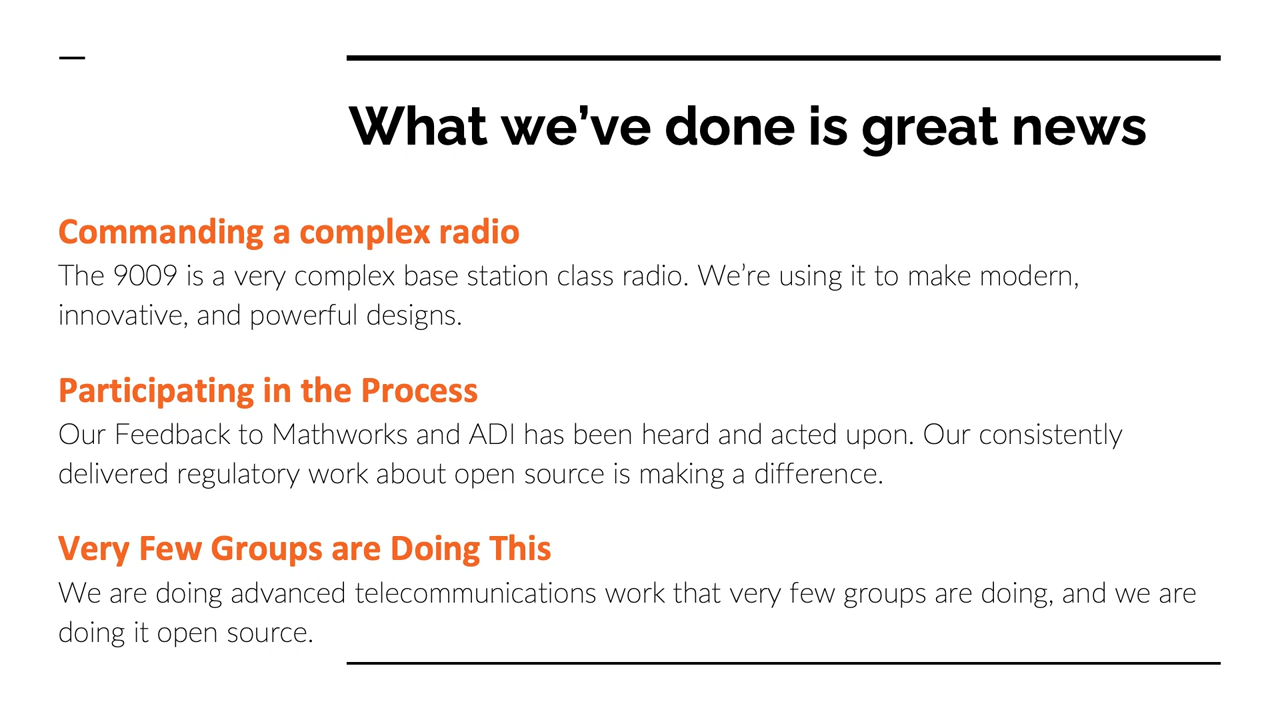 What we’ve done is great news
Commanding a complex radio
The 9009 is a very complex base station class radio. We’re using it to make modern,
innovative, and powerful designs.
Participating in the Process
Our Feedback to Mathworks and ADI has been heard and acted upon. Our consistently
delivered regulatory work about open source is making a difference.
Very Few Groups are Doing This
We are doing advanced telecommunications work that very few groups are doing, and we are
doing it open source.